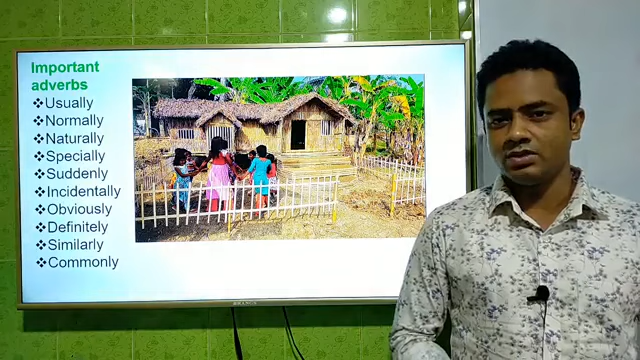 Important
adverbs
❖Usually
❖Normally
❖Naturally
❖Specially
❖Suddenly
❖Incidentally
❖Obviously
❖Definitely
❖Similarly
❖Commonly